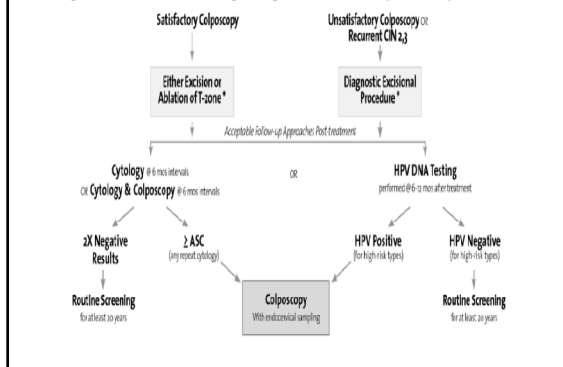 Satisfactory Colposcopy
Unsatisfactory Colposcopy OR
Recurrent CIN 2,3
Either Excision or
Ablation of T-zone *
Diagnostic Excisional
Procedure *
Acceptable Follow-up Approaches Post-treatment
Cytology @ 6 mos intervals
OR Cytology & Colposcopy @ 6 mos intervals
OR
HPV DNA Testing
performed @ 6-12 mos after treatment
2X Negative
Results
≥ ASC
(any repeat cytology)
HPV Positive
(for high-risk types)
HPV Negative
(for high-risk types)
Routine Screening
for at least 20 years
Colposcopy
With endocervical sampling
Routine Screening
for at least 20 years